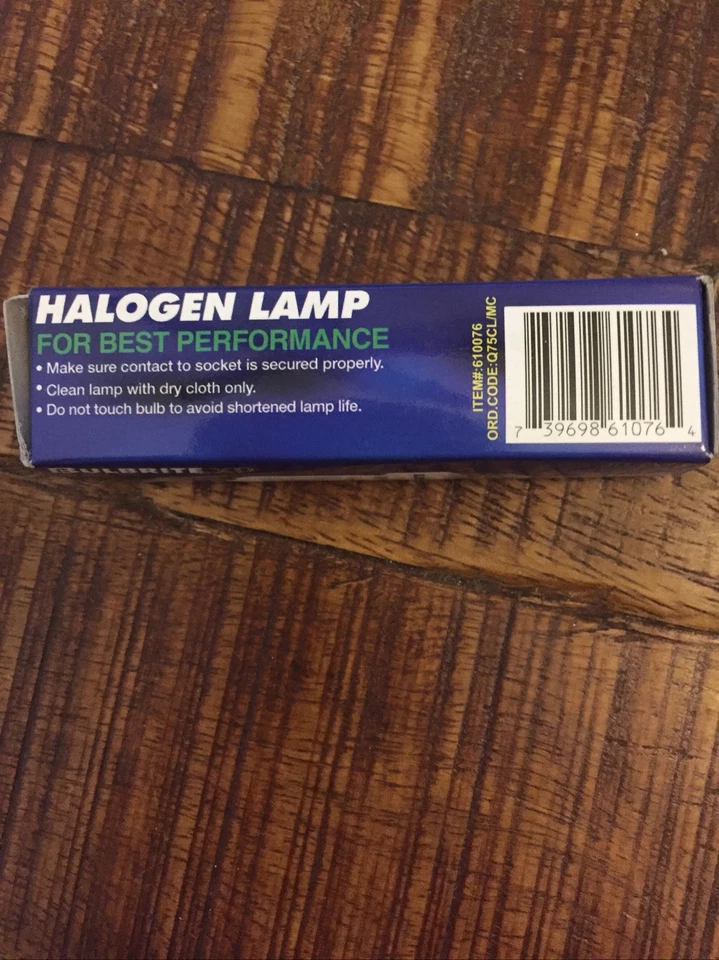 HALOGEN LAMP
FOR BEST PERFORMANCE
• Make sure contact to socket is secured properly.
• Clean lamp with dry cloth only.
• Do not touch bulb to avoid shortened lamp life.
ITEM#:610076
ORD.CODE:Q75CL/MC
7 39698 61076 4
BULBRITE